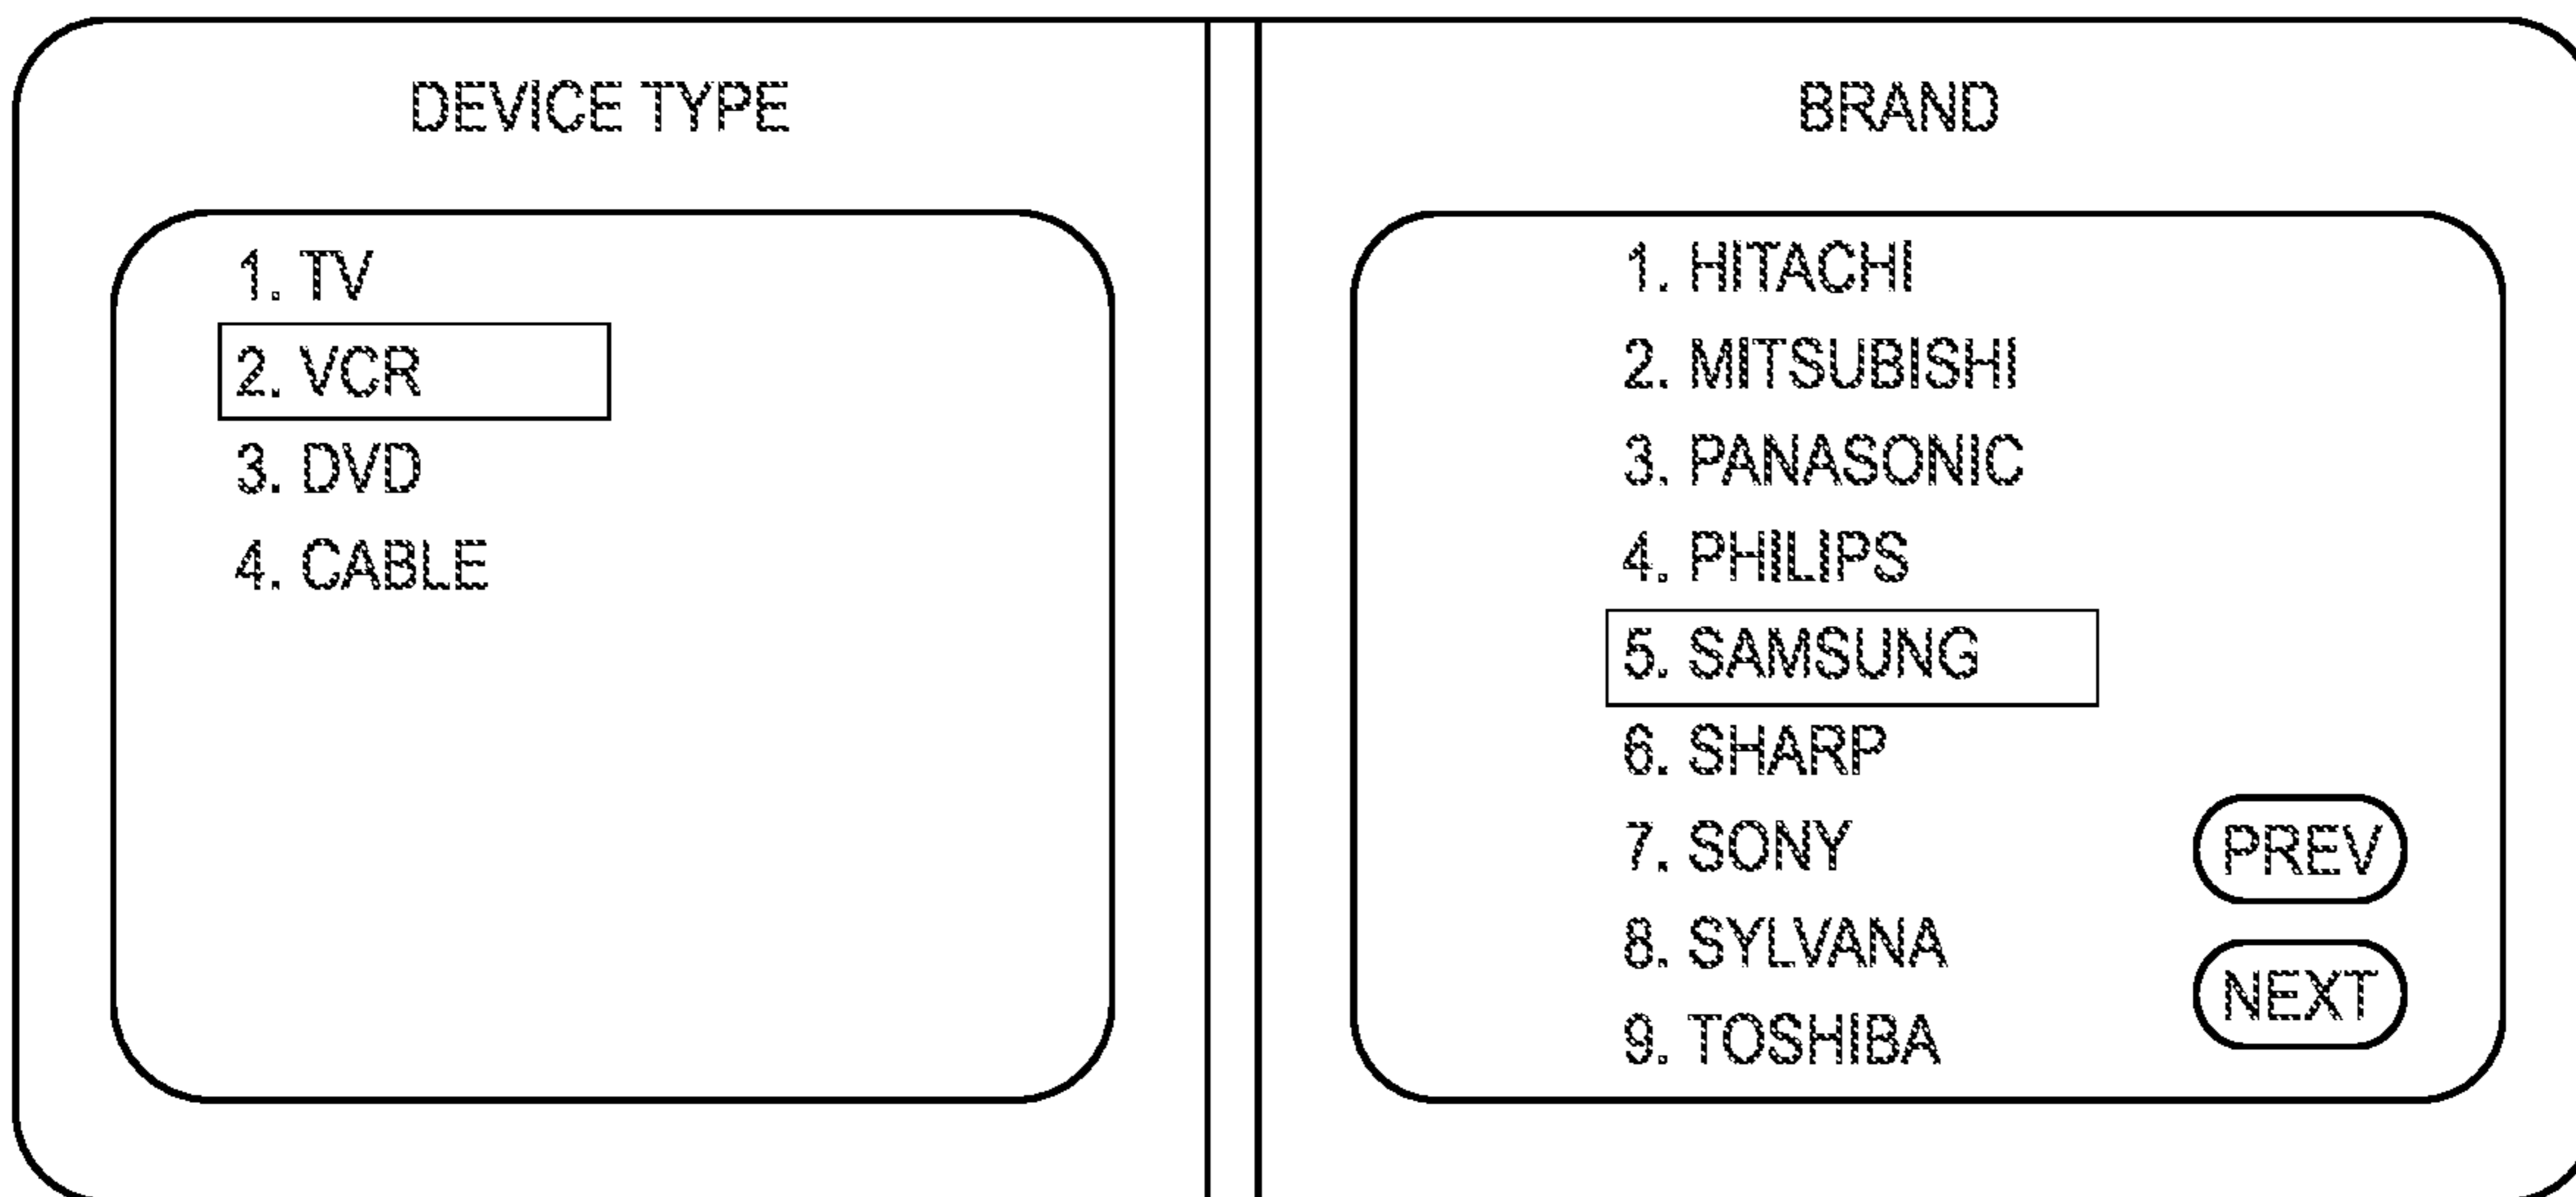 DEVICE TYPE
1. TV
2. VCR
3. DVD
4. CABLE
BRAND
1. HITACHI
2. MITSUBISHI
3. PANASONIC
4. PHILIPS
5. SAMSUNG
6. SHARP
7. SONY
8. SYLVANA
9. TOSHIBA
PREV
NEXT